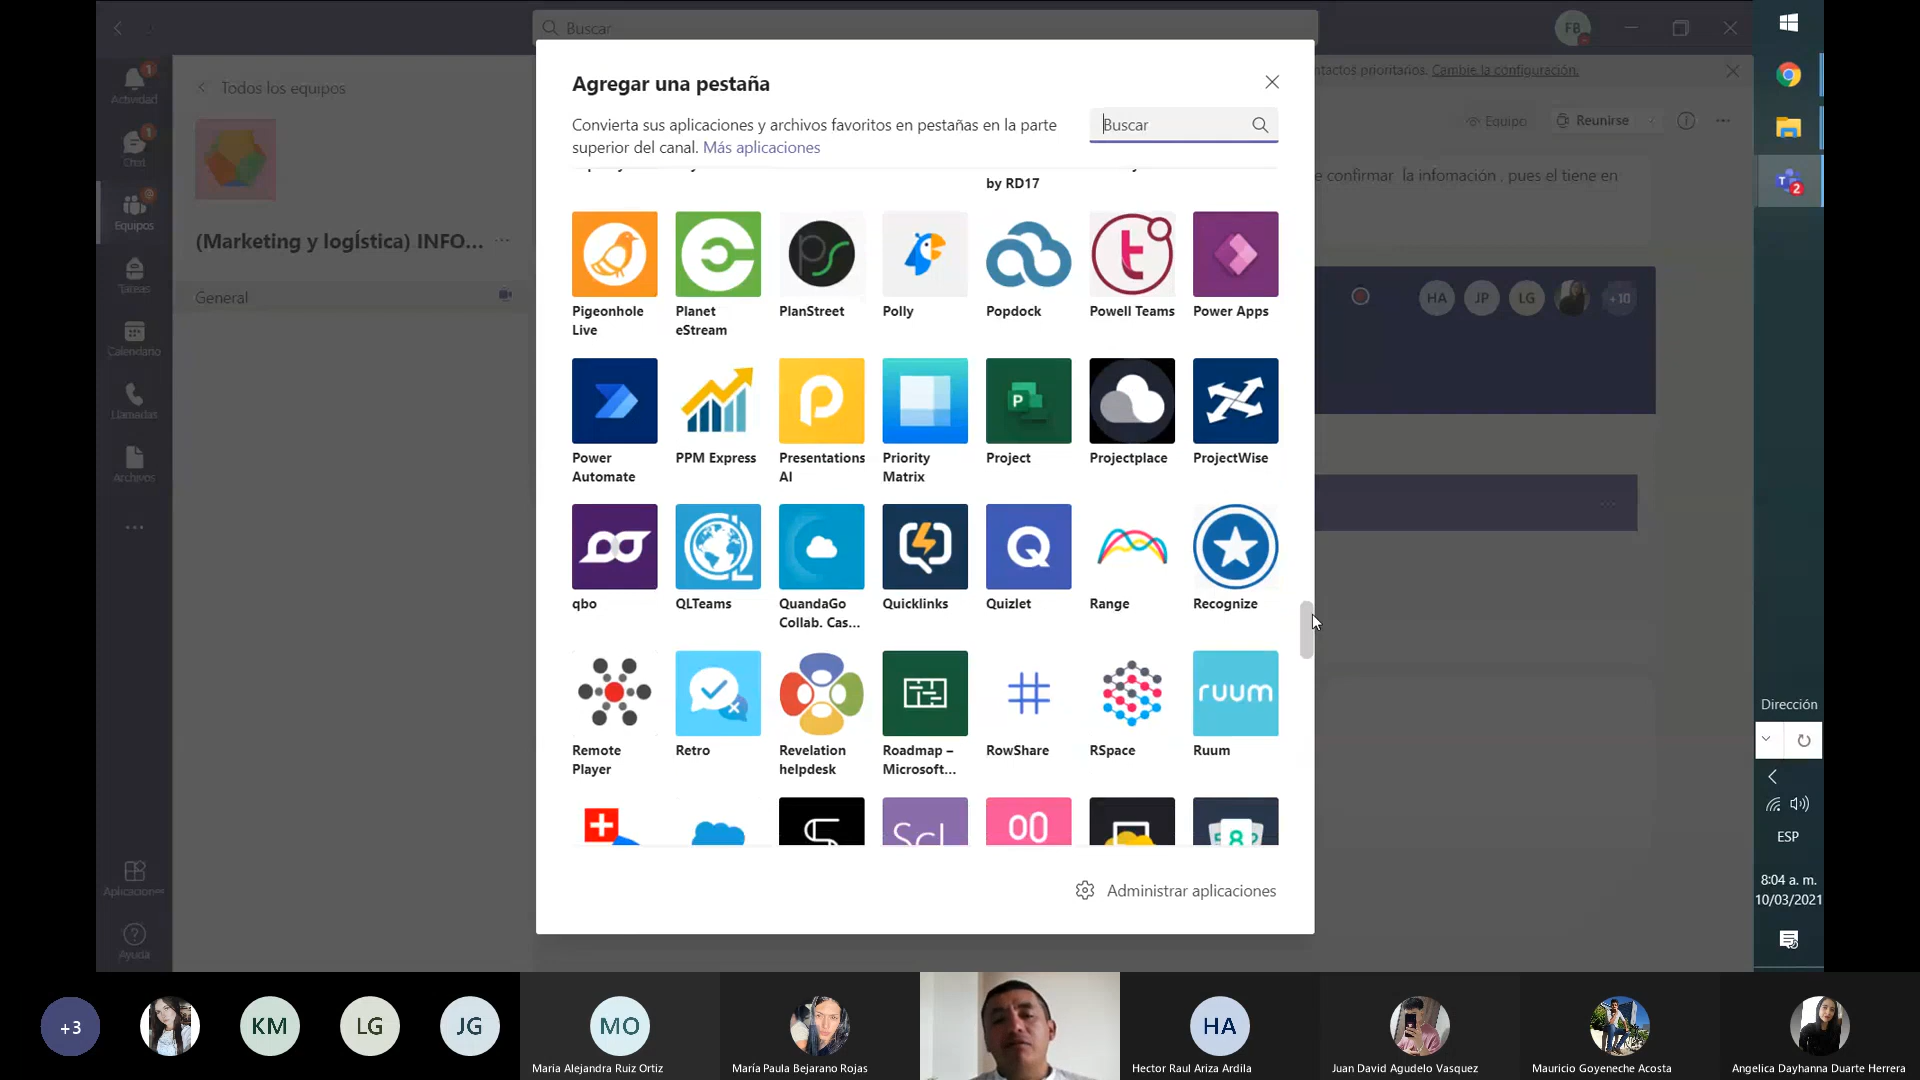 Buscar
FB
Actividad
1
Chat
1
Equipos
Tareas
Calendario
Llamadas
Archivos
Aplicaciones
Ayuda
Todos los equipos
(Marketing y logÍstica) INFO...
General
ntactos prioritarios. Cambie la configuración.
Equipo
Reunirse
e confirmar la infomación , pues el tiene en
HA
JP
LG
+10
Agregar una pestaña
Convierta sus aplicaciones y archivos favoritos en pestañas en la parte
superior del canal. Más aplicaciones
Buscar
by RD17
Pigeonhole
Live
Planet
eStream
PlanStreet
Polly
Popdock
Powell Teams
Power Apps
Power
Automate
PPM Express
Presentations
AI
Priority
Matrix
Project
Projectplace
ProjectWise
qbo
QLTeams
QuandaGo
Collab. Cas...
Quicklinks
Quizlet
Range
Recognize
ruum
Remote
Player
Retro
Revelation
helpdesk
Roadmap –
Microsoft...
RowShare
RSpace
Ruum
Administrar aplicaciones
2
Dirección
ESP
8:04 a. m.
10/03/2021
+3
KM
LG
JG
MO
Maria Alejandra Ruiz Ortiz
María Paula Bejarano Rojas
HA
Hector Raul Ariza Ardila
Juan David Agudelo Vasquez
Mauricio Goyeneche Acosta
Angelica Dayhanna Duarte Herrera